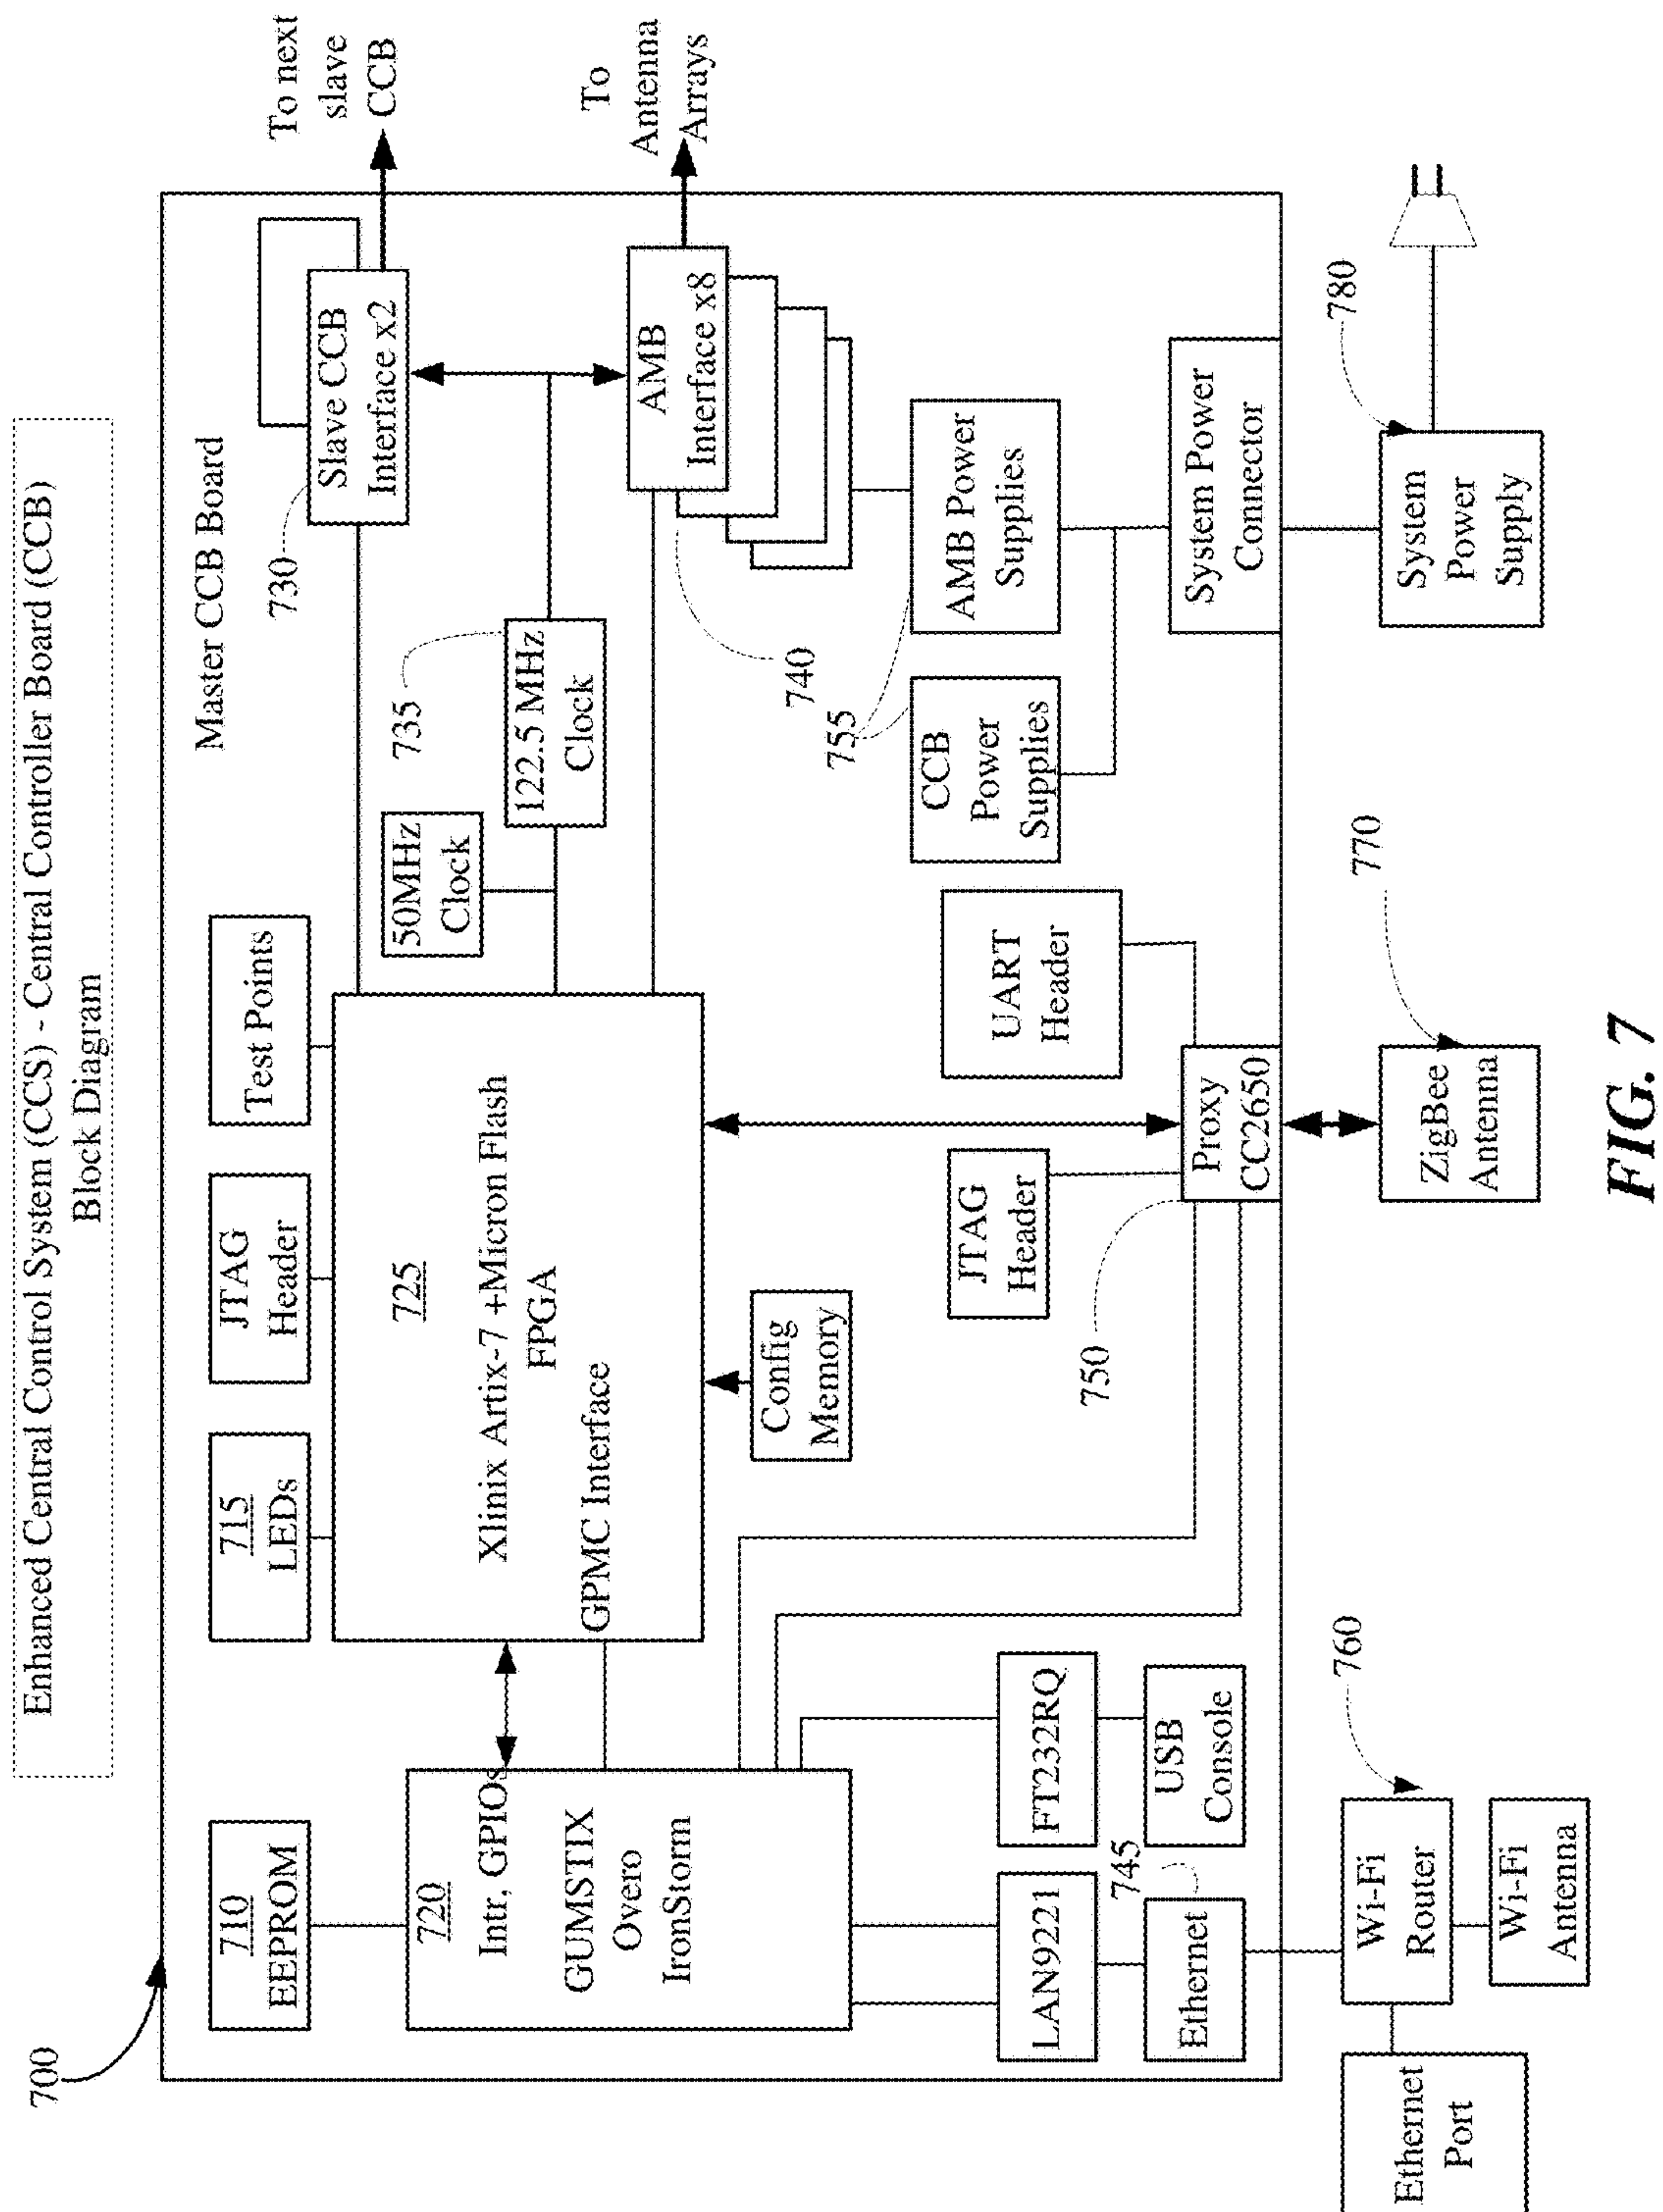 Enhanced Central Control System (CCS) - Central Controller Board (CCB)
Block Diagram
700
Master CCB Board
710
EEPROM
715
LEDs
JTAG
Header
Test Points
730
Slave CCB
Interface x2
To next
slave
CCB
720
Intr, GPIOs
GUMSTIX
Overo
IronStorm
725
Xlinix Artix-7 +Micron Flash
FPGA
GPMC Interface
50MHz
Clock
735
122.5 MHz
Clock
AMB
Interface x8
To
Antenna
Arrays
740
Config
Memory
755
CCB
Power
Supplies
AMB Power
Supplies
LAN9221
FT232RQ
JTAG
Header
UART
Header
745
Ethernet
USB
Console
750
Proxy
CC2650
System Power
Connector
760
770
780
Ethernet
Port
Wi-Fi
Router
Wi-Fi
Antenna
ZigBee
Antenna
System
Power
Supply
FIG. 7